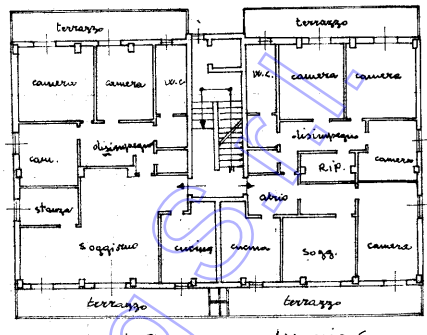 terrazzo terrazzo
camera camera w.c. w.c. camera camera
disimpegno disimpegno
cam. Rip. camera
stanza atrio
soggiorno cucina cucina sogg. camera
terrazzo terrazzo
S.r.l.